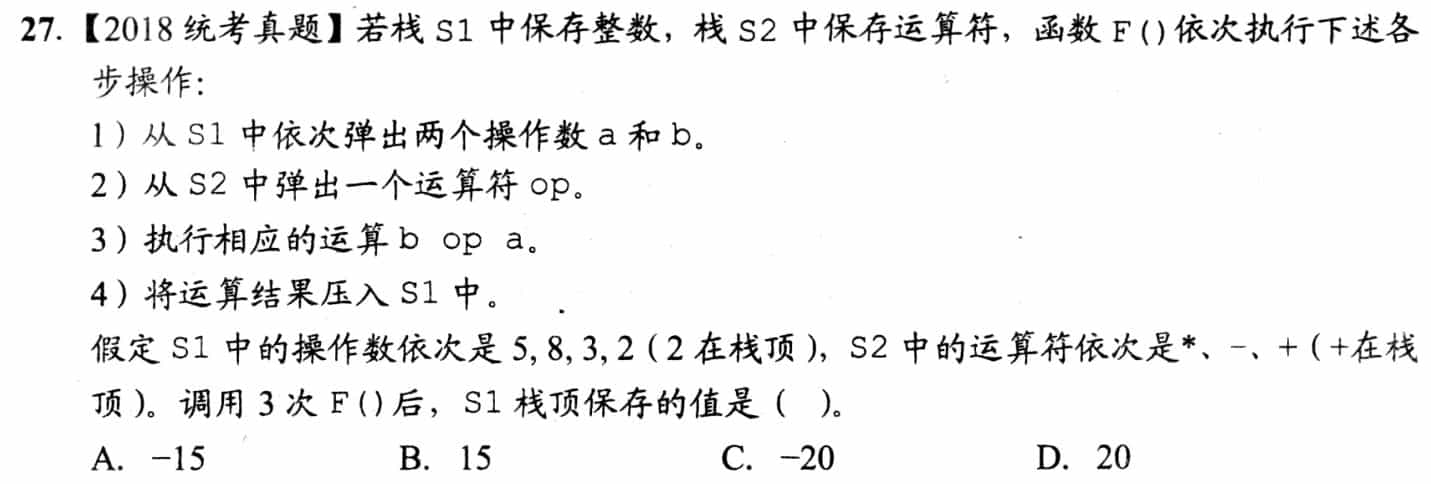 27.【2018 统考真题】若栈 S1 中保存整数，栈 S2 中保存运算符，函数 F()依次执行下述各
步操作：
1）从 S1 中依次弹出两个操作数 a 和 b。
2）从 S2 中弹出一个运算符 op。
3）执行相应的运算 b op a。
4）将运算结果压入 S1 中。
假定 S1 中的操作数依次是 5, 8, 3, 2（2 在栈顶），S2 中的运算符依次是*、-、+（+在栈
顶）。调用 3 次 F()后，S1 栈顶保存的值是（ ）。
A. −15 B. 15 C. −20 D. 20